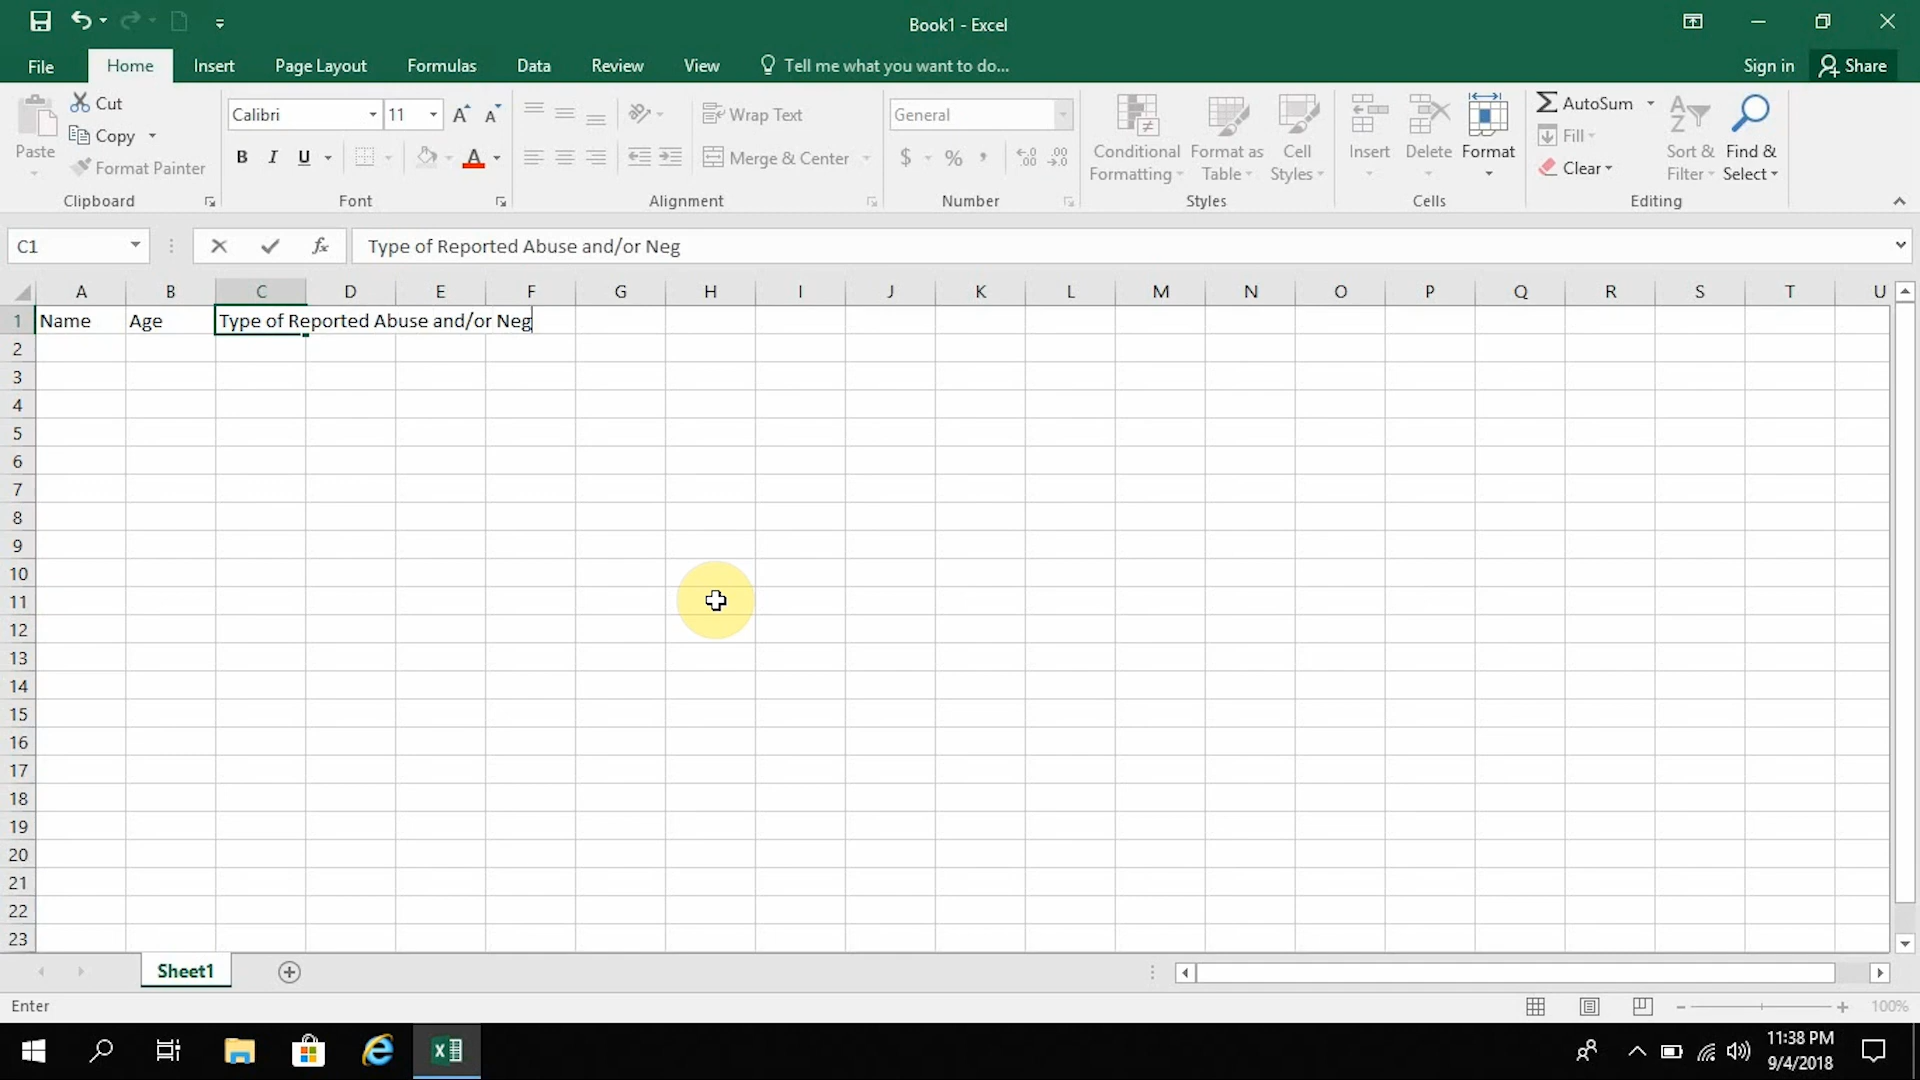 Book1 - Excel
File Home Insert Page Layout Formulas Data Review View Tell me what you want to do... Sign in Share
Paste Cut Copy Format Painter
Clipboard
Calibri 11 A A
B I U A
Font
Wrap Text
Merge & Center
Alignment
General
$ % , .00 .0
Number
Conditional Formatting Format as Table Cell Styles
Styles
Insert Delete Format
Cells
AutoSum Fill Clear
Sort & Filter Find & Select
Editing
C1 fx Type of Reported Abuse and/or Neg
A B C D E F G H I J K L M N O P Q R S T U
1 Name Age Type of Reported Abuse and/or Neg
2
3
4
5
6
7
8
9
10
11
12
13
14
15
16
17
18
19
20
21
22
23
Sheet1
Enter 100%
11:38 PM
9/4/2018